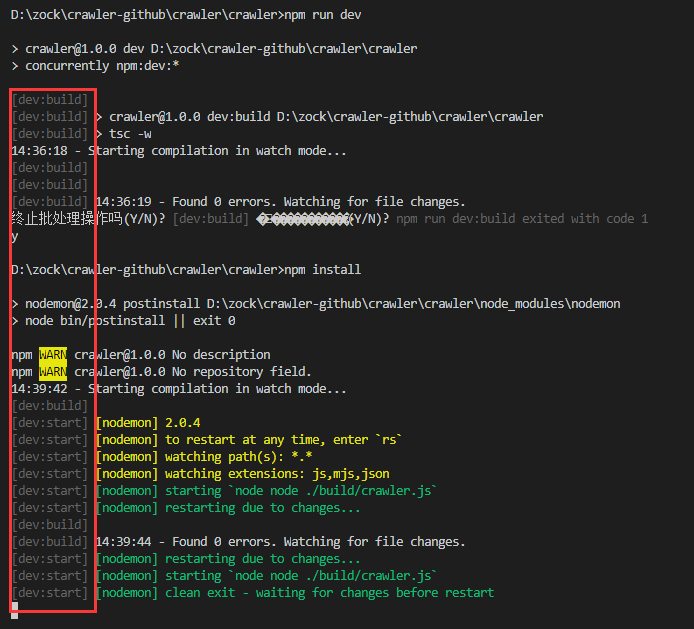 D:\zock\crawler-github\crawler\crawler>npm run dev
> crawler@1.0.0 dev D:\zock\crawler-github\crawler\crawler
> concurrently npm:dev:*
[dev:build]
[dev:build] > crawler@1.0.0 dev:build D:\zock\crawler-github\crawler\crawler
[dev:build] > tsc -w
14:36:18 - Starting compilation in watch mode...
[dev:build]
[dev:build]
[dev:build] 14:36:19 - Found 0 errors. Watching for file changes.
终止批处理操作吗(Y/N)? [dev:build] (Y/N)? npm run dev:build exited with code 1
y
D:\zock\crawler-github\crawler\crawler>npm install
> nodemon@2.0.4 postinstall D:\zock\crawler-github\crawler\crawler\node_modules\nodemon
> node bin/postinstall || exit 0
npm WARN crawler@1.0.0 No description
npm WARN crawler@1.0.0 No repository field.
14:39:42 - Starting compilation in watch mode...
[dev:build]
[dev:start] [nodemon] 2.0.4
[dev:start] [nodemon] to restart at any time, enter `rs`
[dev:start] [nodemon] watching path(s): *.*
[dev:start] [nodemon] watching extensions: js,mjs,json
[dev:start] [nodemon] starting `node node ./build/crawler.js`
[dev:start] [nodemon] restarting due to changes...
[dev:build]
[dev:build] 14:39:44 - Found 0 errors. Watching for file changes.
[dev:start] [nodemon] restarting due to changes...
[dev:start] [nodemon] starting `node node ./build/crawler.js`
[dev:start] [nodemon] clean exit - waiting for changes before restart